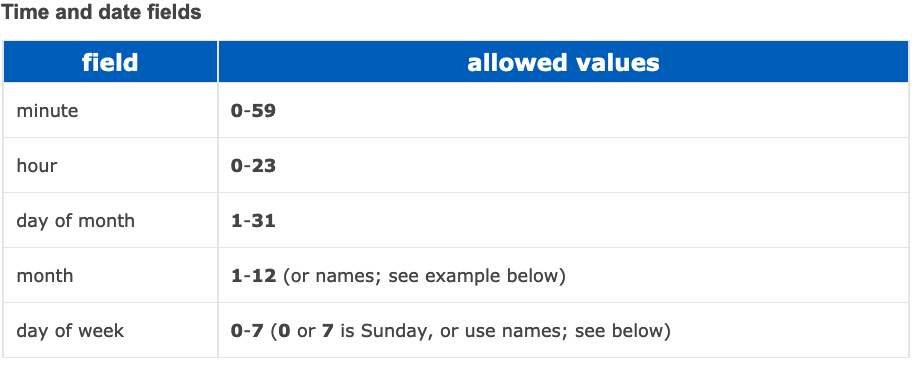 Time and date fields
field allowed values
minute 0-59
hour 0-23
day of month 1-31
month 1-12 (or names; see example below)
day of week 0-7 (0 or 7 is Sunday, or use names; see below)